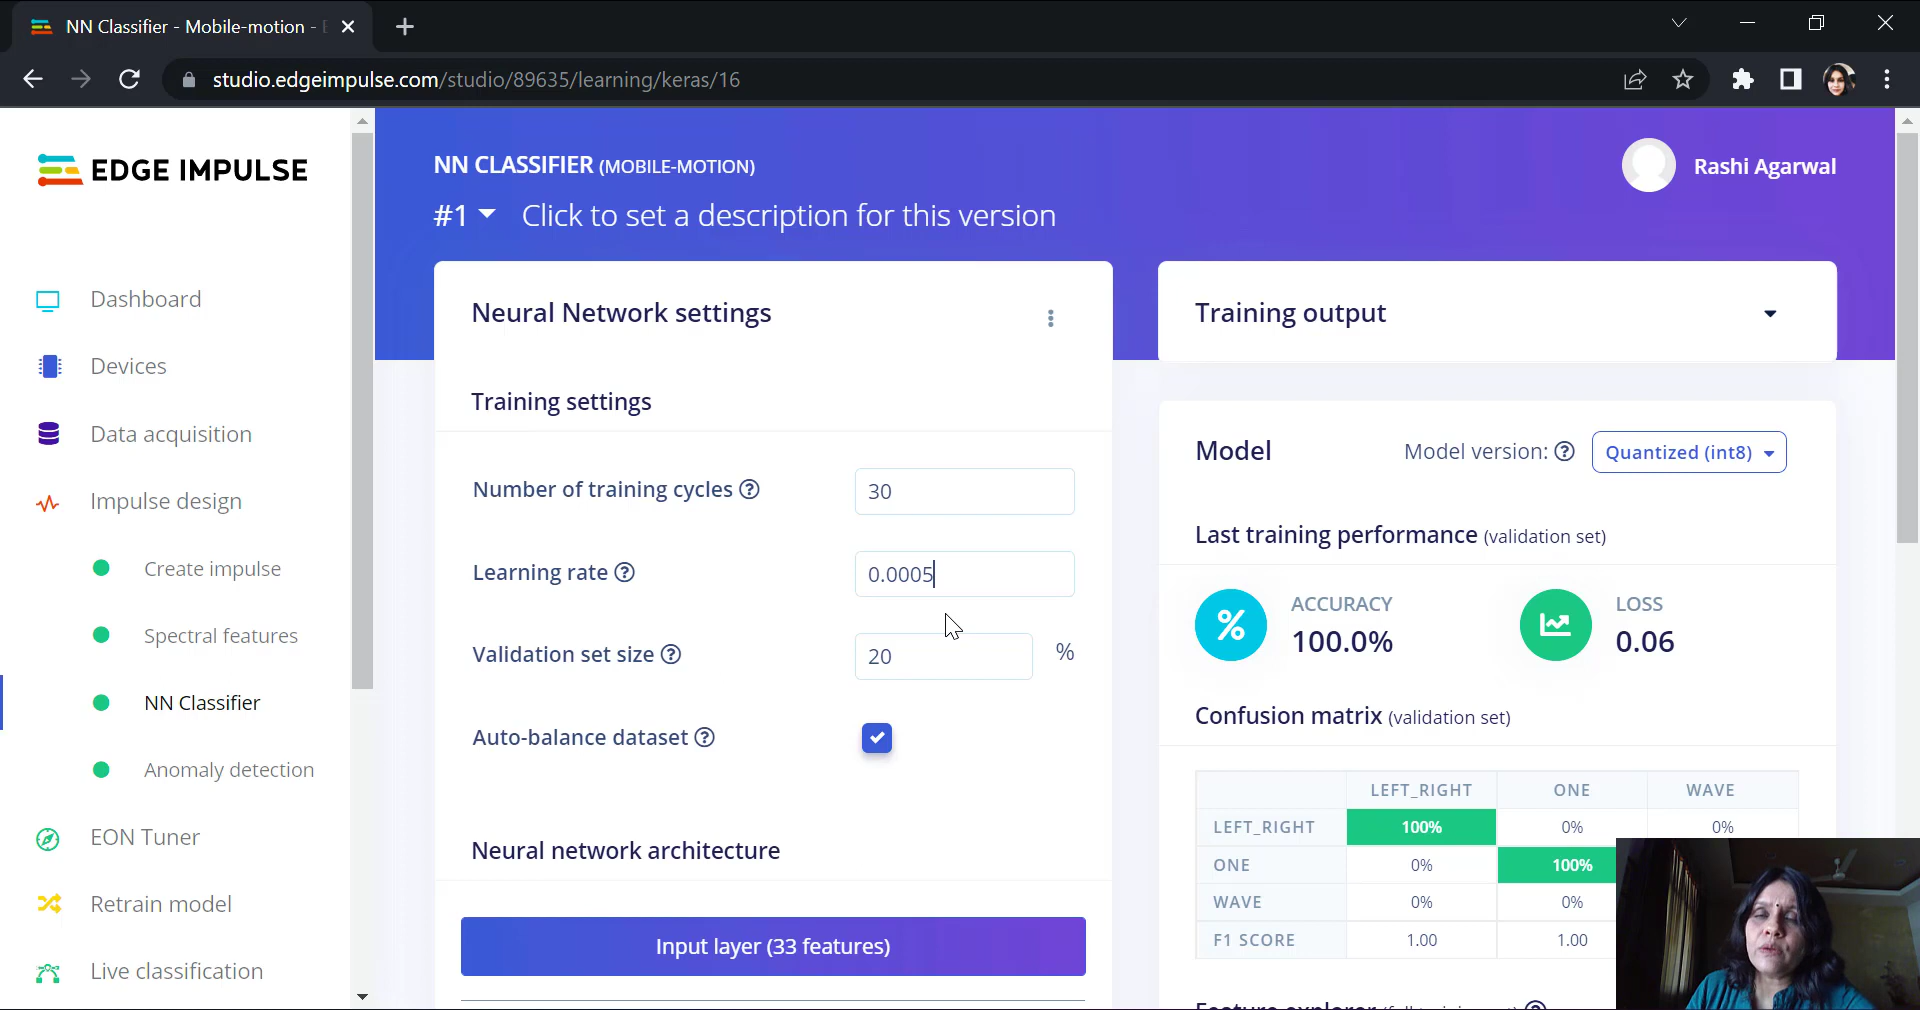 NN Classifier - Mobile-motion -
studio.edgeimpulse.com/studio/89635/learning/keras/16
EDGE IMPULSE
Dashboard
Devices
Data acquisition
Impulse design
Create impulse
Spectral features
NN Classifier
Anomaly detection
EON Tuner
Retrain model
Live classification
NN CLASSIFIER (MOBILE-MOTION)
#1 Click to set a description for this version
Rashi Agarwal
Neural Network settings
Training settings
Number of training cycles ? 30
Learning rate ? 0.0005
Validation set size ? 20 %
Auto-balance dataset ?
Neural network architecture
Input layer (33 features)
Training output
Model Model version: ? Quantized (int8)
Last training performance (validation set)
% ACCURACY
100.0%
LOSS
0.06
Confusion matrix (validation set)
LEFT_RIGHT ONE WAVE
LEFT_RIGHT 100% 0% 0%
ONE 0% 100%
WAVE 0% 0%
F1 SCORE 1.00 1.00